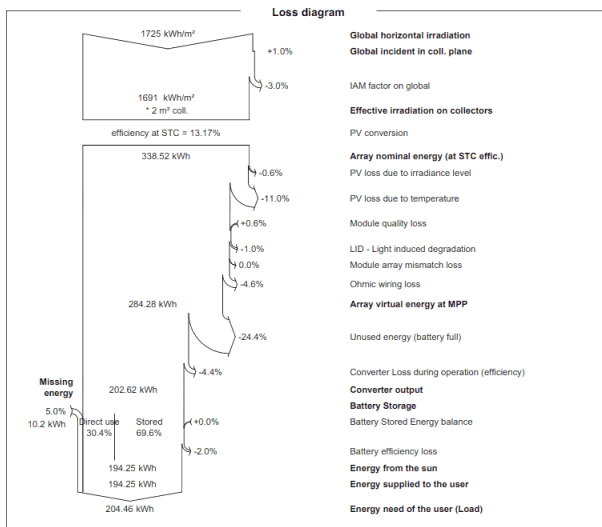 Loss diagram
1725 kWh/m² Global horizontal irradiation
+1.0% Global incident in coll. plane
-3.0% IAM factor on global
1691 kWh/m²
* 2 m² coll. Effective irradiation on collectors
efficiency at STC = 13.17% PV conversion
338.52 kWh Array nominal energy (at STC effic.)
-0.6% PV loss due to irradiance level
-11.0% PV loss due to temperature
+0.6% Module quality loss
-1.0% LID - Light induced degradation
0.0% Module array mismatch loss
-4.6% Ohmic wiring loss
284.28 kWh Array virtual energy at MPP
-24.4% Unused energy (battery full)
-4.4% Converter Loss during operation (efficiency)
Missing
energy 202.62 kWh Converter output
Battery Storage
5.0%
10.2 kWh Direct use Stored +0.0% Battery Stored Energy balance
30.4% 69.6%
-2.0% Battery efficiency loss
194.25 kWh Energy from the sun
194.25 kWh Energy supplied to the user
204.46 kWh Energy need of the user (Load)